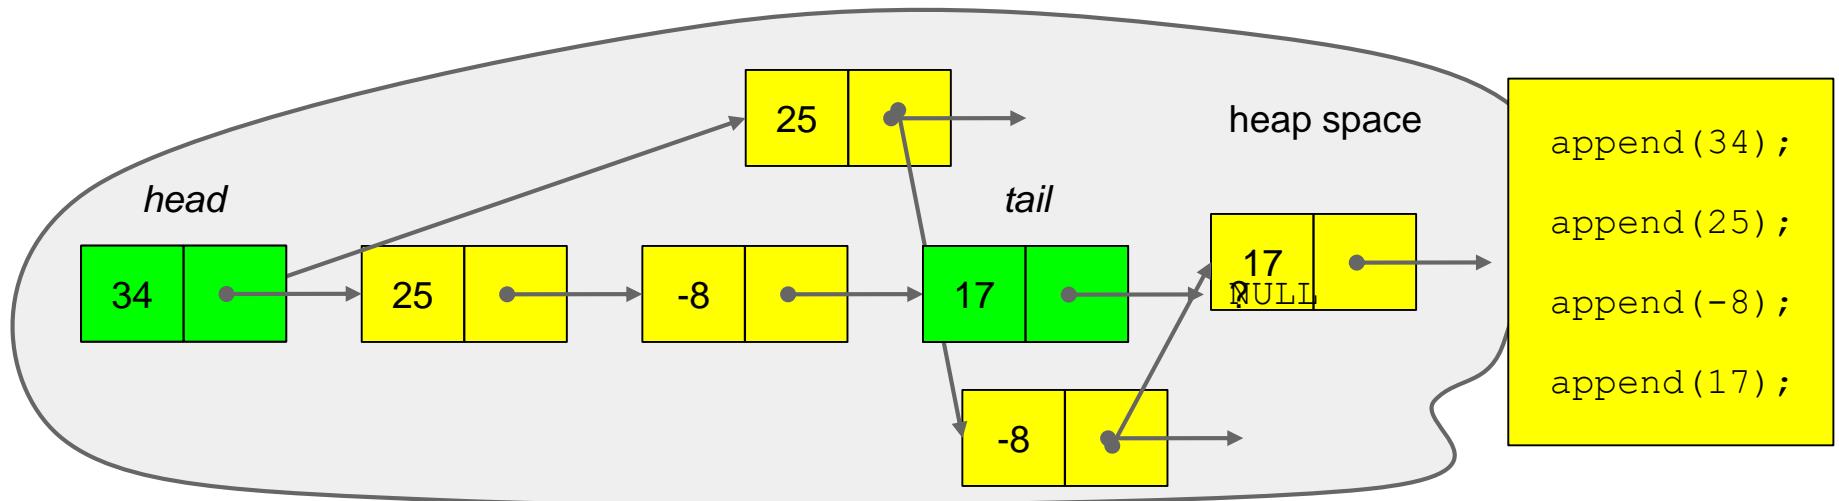 25
heap space
head
tail
34
25
-8
17
17
?
NULL
-8
append(34);
append(25);
append(-8);
append(17);